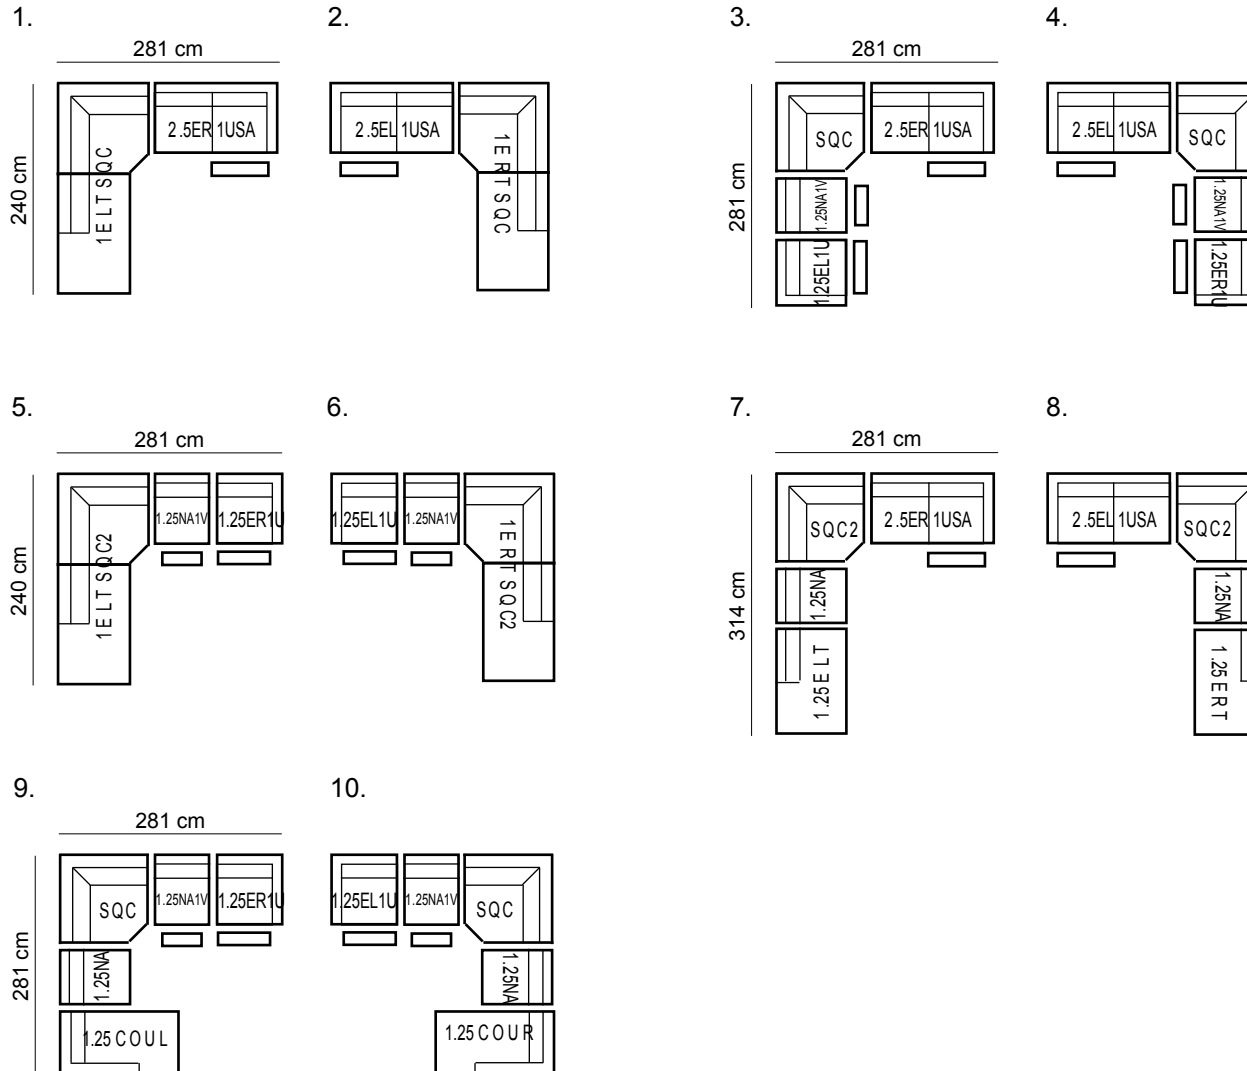 1.
2.
3.
4.
281 cm
281 cm
240 cm
1ELTSQC
2.5ER 1USA
2.5EL 1USA
1ERTSQC
281 cm
SQC
2.5ER 1USA
1.25NA1V
1.25EL1U
2.5EL 1USA
SQC
1.25NA1V
1.25ER1U
5.
6.
7.
8.
281 cm
281 cm
240 cm
1ELTSQC2
1.25NA1V
1.25ER1U
1.25EL1U
1.25NA1V
1ERTSQC2
314 cm
SQC2
2.5ER 1USA
1.25NA
1.25ELT
2.5EL 1USA
SQC2
1.25NA
1.25ERT
9.
10.
281 cm
281 cm
SQC
1.25NA1V
1.25ER1U
1.25NA
1.25COUL
1.25EL1U
1.25NA1V
SQC
1.25NA
1.25COUR